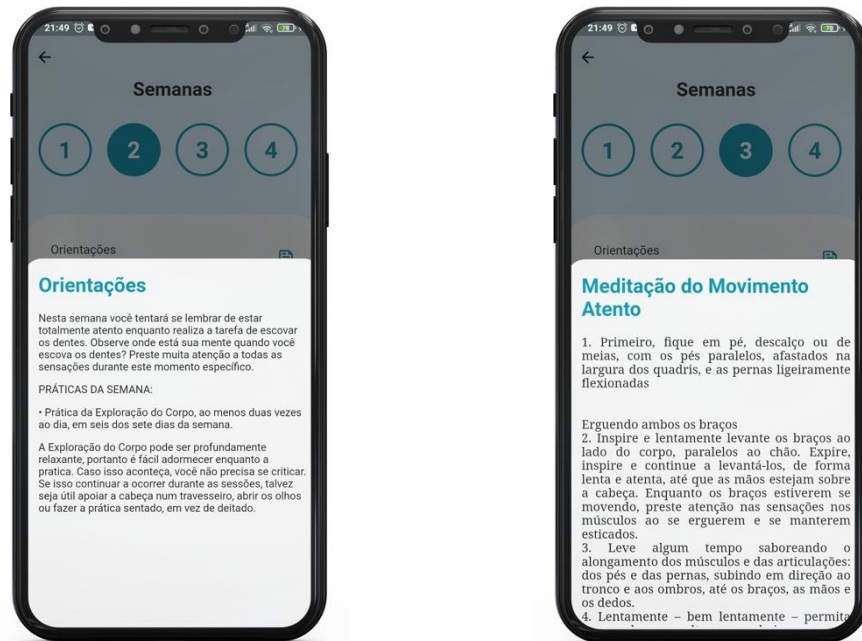 21:49
Semanas
1 2 3 4
Orientações
Orientações
Nesta semana você tentará se lembrar de estar
totalmente atento enquanto realiza a tarefa de escovar
os dentes. Observe onde está sua mente quando você
escova os dentes? Preste muita atenção a todas as
sensações durante este momento específico.
PRÁTICAS DA SEMANA:
• Prática da Exploração do Corpo, ao menos duas vezes
ao dia, em seis dos sete dias da semana.
A Exploração do Corpo pode ser profundamente
relaxante, portanto é fácil adormecer enquanto a
pratica. Caso isso aconteça, você não precisa se criticar.
Se isso continuar a ocorrer durante as sessões, talvez
seja útil apoiar a cabeça num travesseiro, abrir os olhos
ou fazer a prática sentado, em vez de deitado.
21:49
Semanas
1 2 3 4
Orientações
Meditação do Movimento
Atento
1. Primeiro, fique em pé, descalço ou de
meias, com os pés paralelos, afastados na
largura dos quadris, e as pernas ligeiramente
flexionadas
Erguendo ambos os braços
2. Inspire e lentamente levante os braços ao
lado do corpo, paralelos ao chão. Expire,
inspire e continue a levantá-los, de forma
lenta e atenta, até que as mãos estejam sobre
a cabeça. Enquanto os braços estiverem se
movendo, preste atenção nas sensações nos
músculos ao se erguerem e se manterem
esticados.
3. Leve algum tempo saboreando o
alongamento dos músculos e das articulações:
dos pés e das pernas, subindo em direção ao
tronco e aos ombros, até os braços, as mãos e
os dedos.
4. Lentamente – bem lentamente – permita